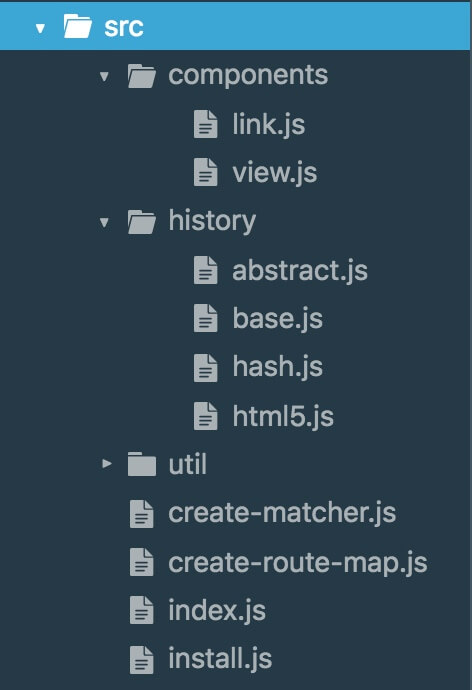 src
components
link.js
view.js
history
abstract.js
base.js
hash.js
html5.js
util
create-matcher.js
create-route-map.js
index.js
install.js